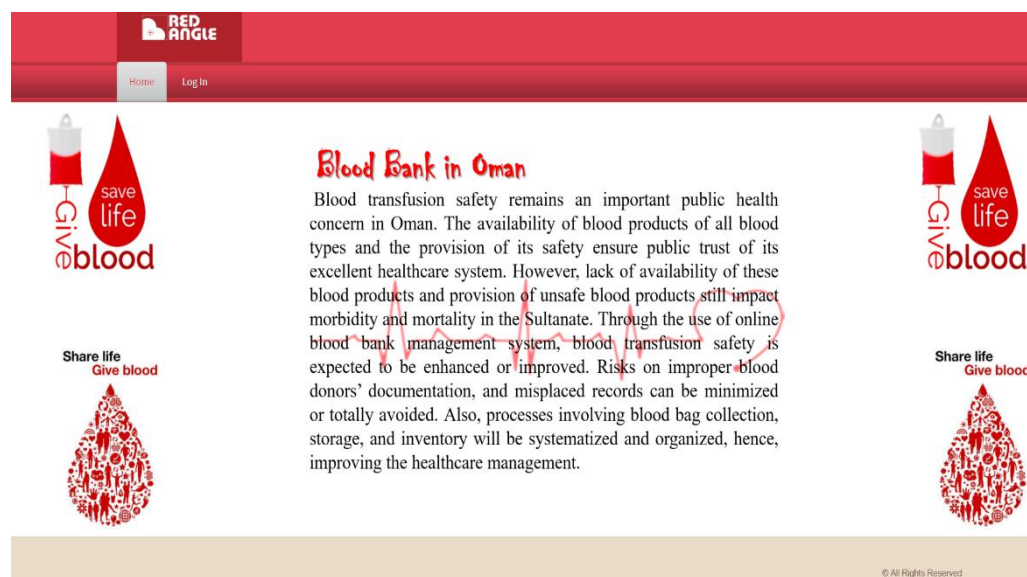 RED
ANGLE
Home
Log In
save
life
Give
blood
Share life
Give blood
Blood Bank in Oman
Blood transfusion safety remains an important public health
concern in Oman. The availability of blood products of all blood
types and the provision of its safety ensure public trust of its
excellent healthcare system. However, lack of availability of these
blood products and provision of unsafe blood products still impact
morbidity and mortality in the Sultanate. Through the use of online
blood bank management system, blood transfusion safety is
expected to be enhanced or improved. Risks on improper blood
donors’ documentation, and misplaced records can be minimized
or totally avoided. Also, processes involving blood bag collection,
storage, and inventory will be systematized and organized, hence,
improving the healthcare management.
save
life
Give
blood
Share life
Give blood
© All Rights Reserved